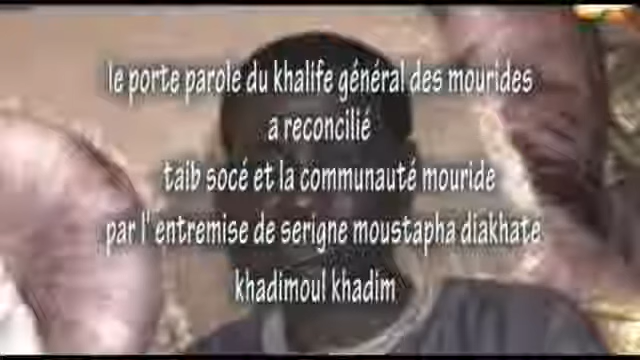 le porte parole du khalife général des mourides
a reconcilié
taib socé et la communauté mouride
par l' entremise de serigne moustapha diakhate
khadimoul khadim